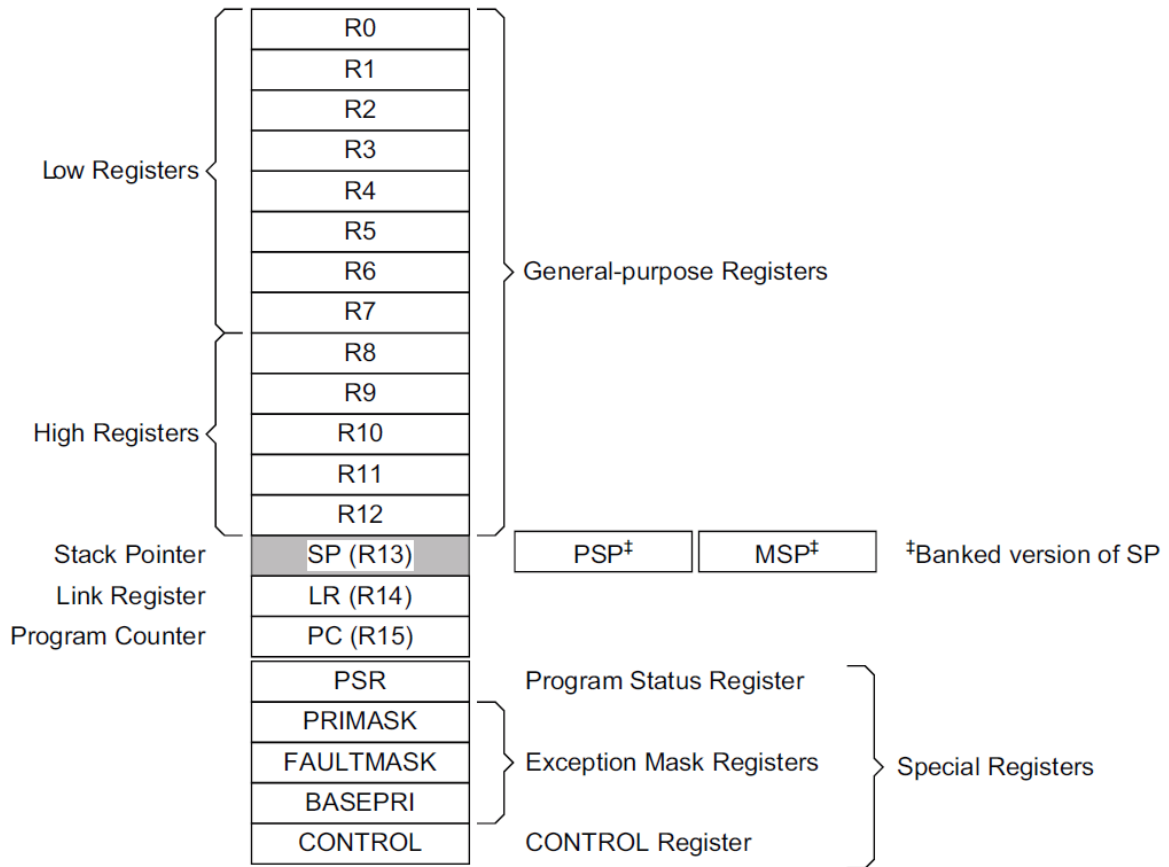 R0
R1
R2
R3
Low Registers
R4
R5
R6
General-purpose Registers
R7
R8
R9
High Registers
R10
R11
R12
Stack Pointer SP (R13) PSP‡ MSP‡ ‡Banked version of SP
Link Register LR (R14)
Program Counter PC (R15)
PSR Program Status Register
PRIMASK
FAULTMASK Exception Mask Registers Special Registers
BASEPRI
CONTROL CONTROL Register